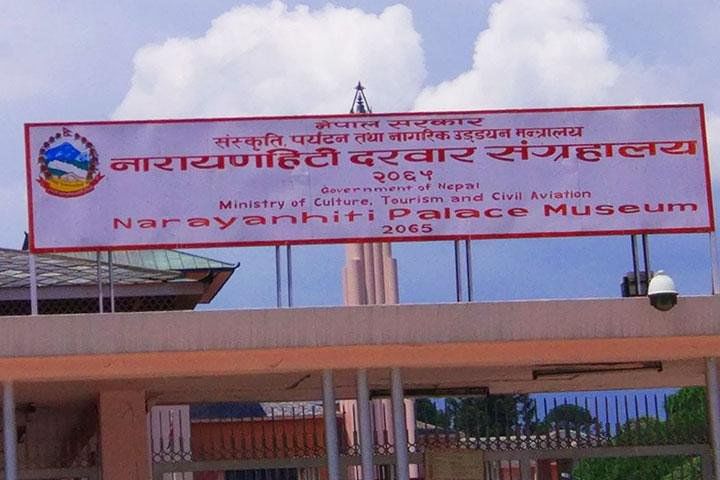 नेपाल सरकार
संस्कृति, पर्यटन तथा नागरिक उड्डयन मन्त्रालय
नारायणहिटी दरवार संग्रहालय
२०६५
Government of Nepal
Ministry of Culture, Tourism and Civil Aviation
Narayanhiti Palace Museum
2065